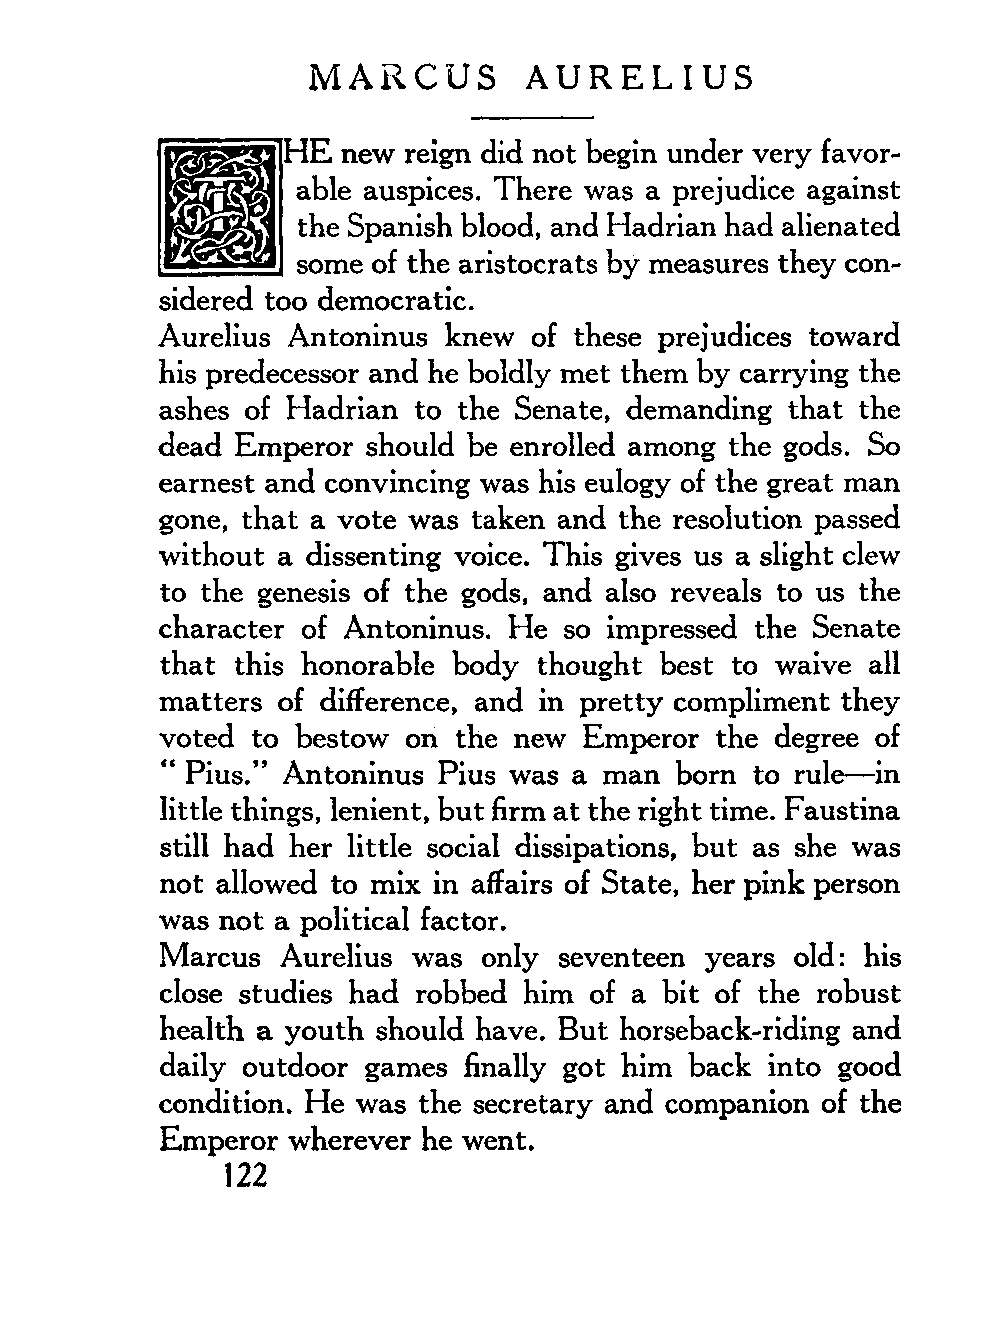 MARCUS AURELIUS
THE new reign did not begin under very favor-
able auspices. There was a prejudice against
the Spanish blood, and Hadrian had alienated
some of the aristocrats by measures they con-
sidered too democratic.
Aurelius Antoninus knew of these prejudices toward
his predecessor and he boldly met them by carrying the
ashes of Hadrian to the Senate, demanding that the
dead Emperor should be enrolled among the gods. So
earnest and convincing was his eulogy of the great man
gone, that a vote was taken and the resolution passed
without a dissenting voice. This gives us a slight clew
to the genesis of the gods, and also reveals to us the
character of Antoninus. He so impressed the Senate
that this honorable body thought best to waive all
matters of difference, and in pretty compliment they
voted to bestow on the new Emperor the degree of
“ Pius.” Antoninus Pius was a man born to rule—in
little things, lenient, but firm at the right time. Faustina
still had her little social dissipations, but as she was
not allowed to mix in affairs of State, her pink person
was not a political factor.
Marcus Aurelius was only seventeen years old: his
close studies had robbed him of a bit of the robust
health a youth should have. But horseback-riding and
daily outdoor games finally got him back into good
condition. He was the secretary and companion of the
Emperor wherever he went.
122